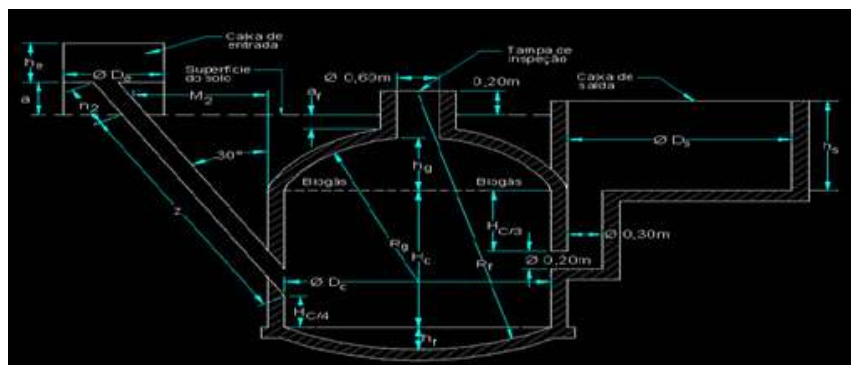 Caixa de
entrada
Tampa de
inspeção
Caixa de
saída
Superfície
do solo
Ø 0,60m
0,20m
he
Ø De
a
n2
M2
af
30°
hg
Biogás
Biogás
Ø Ds
hs
z
Rg
Hc
Rf
HC/3
Ø 0,30m
Ø 0,20m
Ø Dc
HC/4
hf